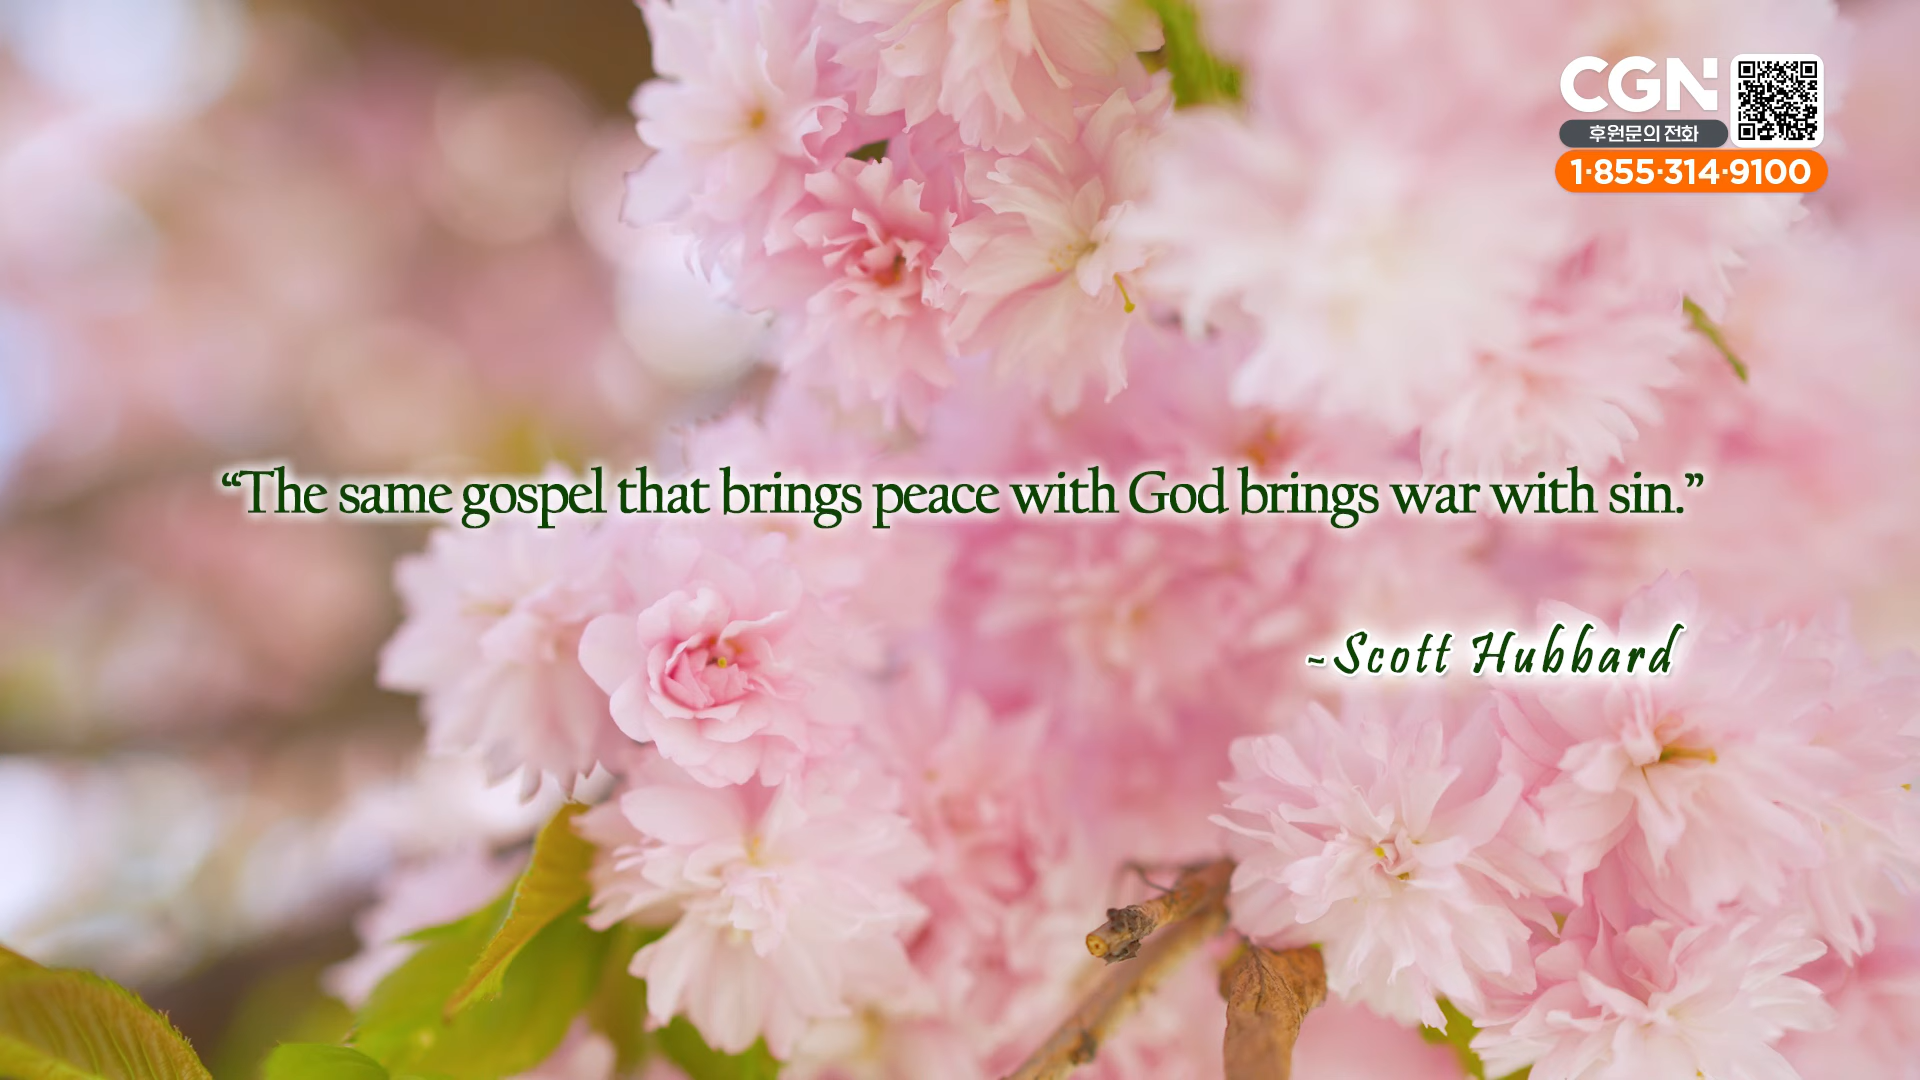 CGN
후원문의 전화
1·855·314·9100
“The same gospel that brings peace with God brings war with sin.”
~Scott Hubbard